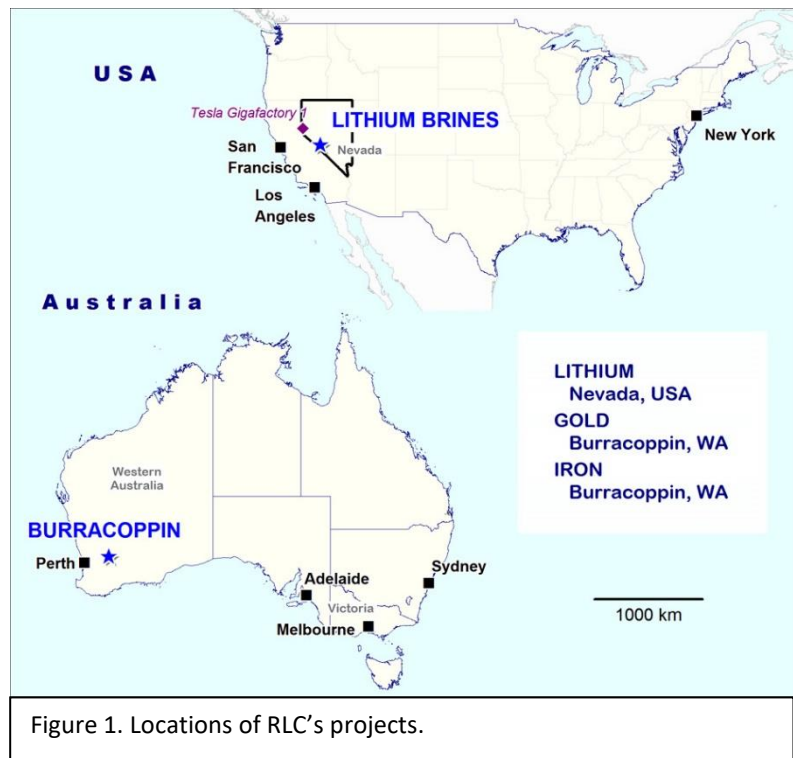 USA
Tesla Gigafactory 1
LITHIUM BRINES
Nevada
San
Francisco
Los
Angeles
New York
Australia
LITHIUM
Nevada, USA
GOLD
Burracoppin, WA
IRON
Burracoppin, WA
Western
Australia
BURRACOPPIN
Perth
Adelaide
Sydney
Victoria
Melbourne
1000 km
Figure 1. Locations of RLC’s projects.